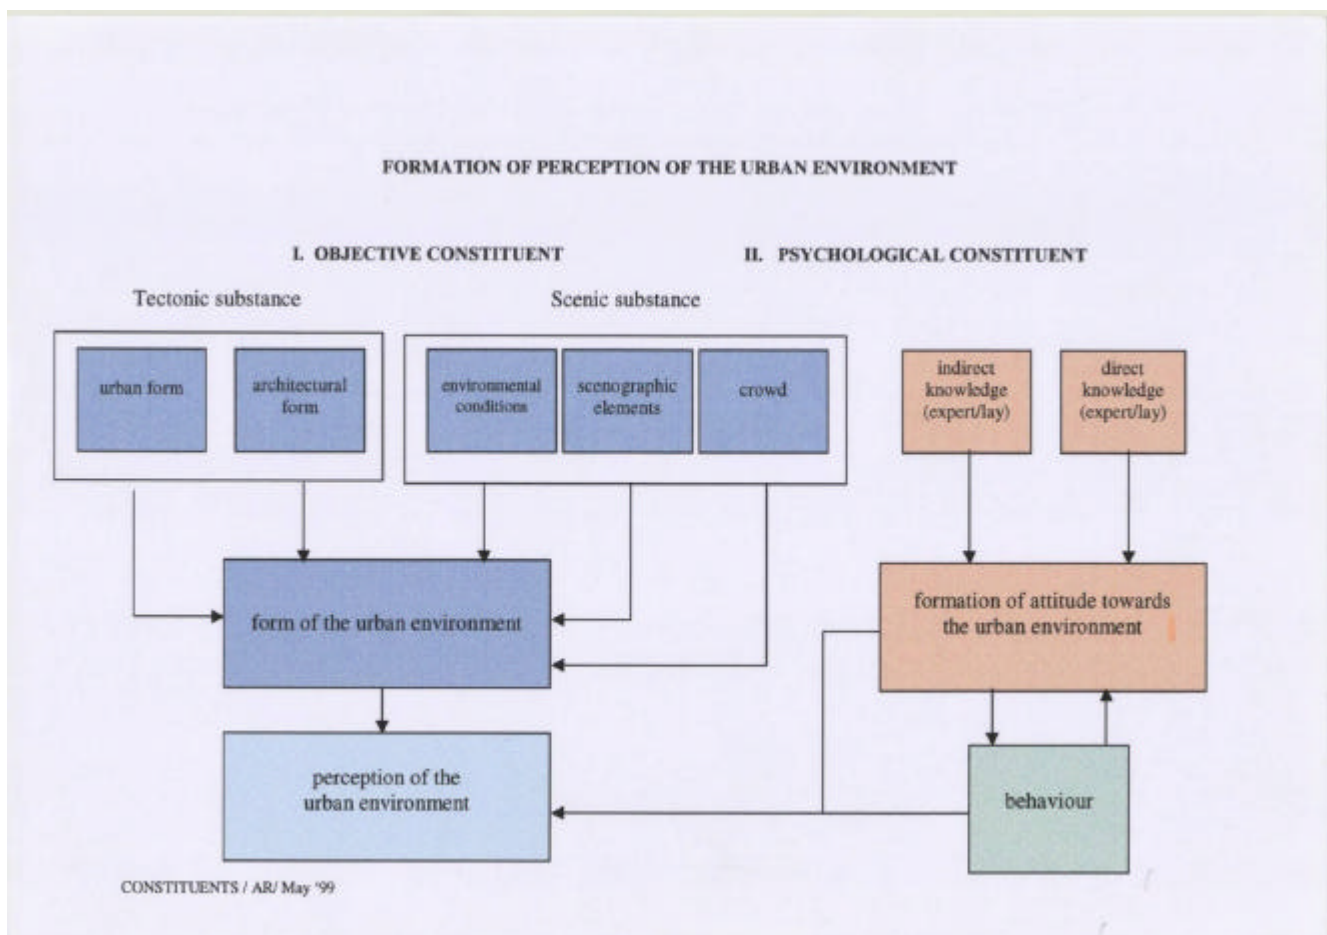 FORMATION OF PERCEPTION OF THE URBAN ENVIRONMENT
I. OBJECTIVE CONSTITUENT
II. PSYCHOLOGICAL CONSTITUENT
Tectonic substance
Scenic substance
urban form
architectural
form
environmental
conditions
scenographic
elements
crowd
indirect
knowledge
(expert/lay)
direct
knowledge
(expert/lay)
form of the urban environment
formation of attitude towards
the urban environment
perception of the
urban environment
behaviour
CONSTITUENTS / AR/ May '99